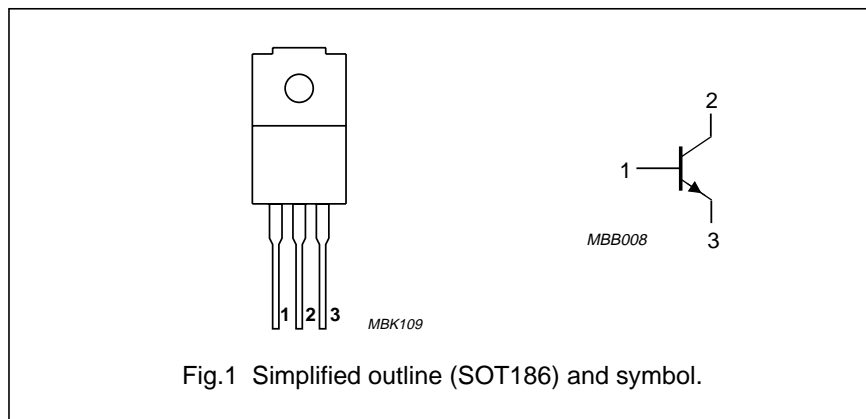 2
1
MBB008
3
1 2 3
MBK109
Fig.1 Simplified outline (SOT186) and symbol.